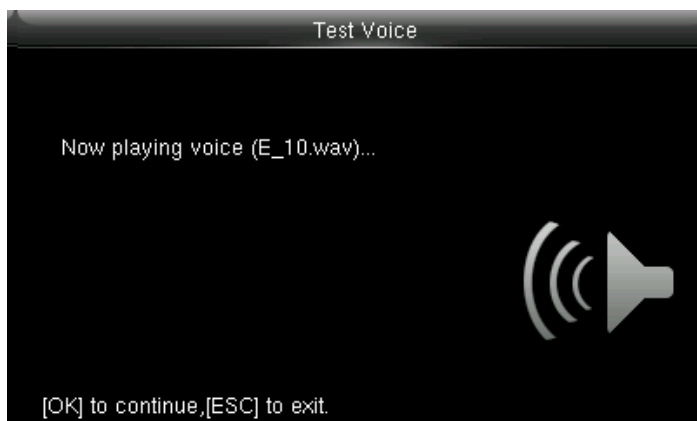 Test Voice
Now playing voice (E_10.wav)...
[OK] to continue,[ESC] to exit.